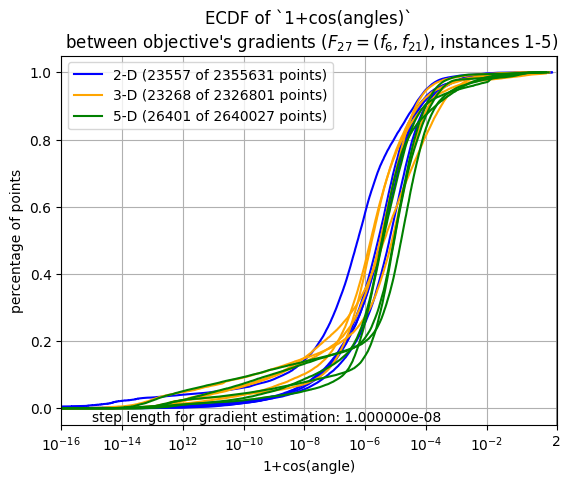 ECDF of `1+cos(angles)`
between objective's gradients (F₂₇ = (f₆, f₂₁), instances 1-5)
2-D (23557 of 2355631 points)
3-D (23268 of 2326801 points)
5-D (26401 of 2640027 points)
1.0
0.8
0.6
0.4
0.2
0.0
percentage of points
step length for gradient estimation: 1.000000e-08
10⁻¹⁶ 10⁻¹⁴ 10⁻¹² 10⁻¹⁰ 10⁻⁸ 10⁻⁶ 10⁻⁴ 10⁻² 2
1+cos(angle)